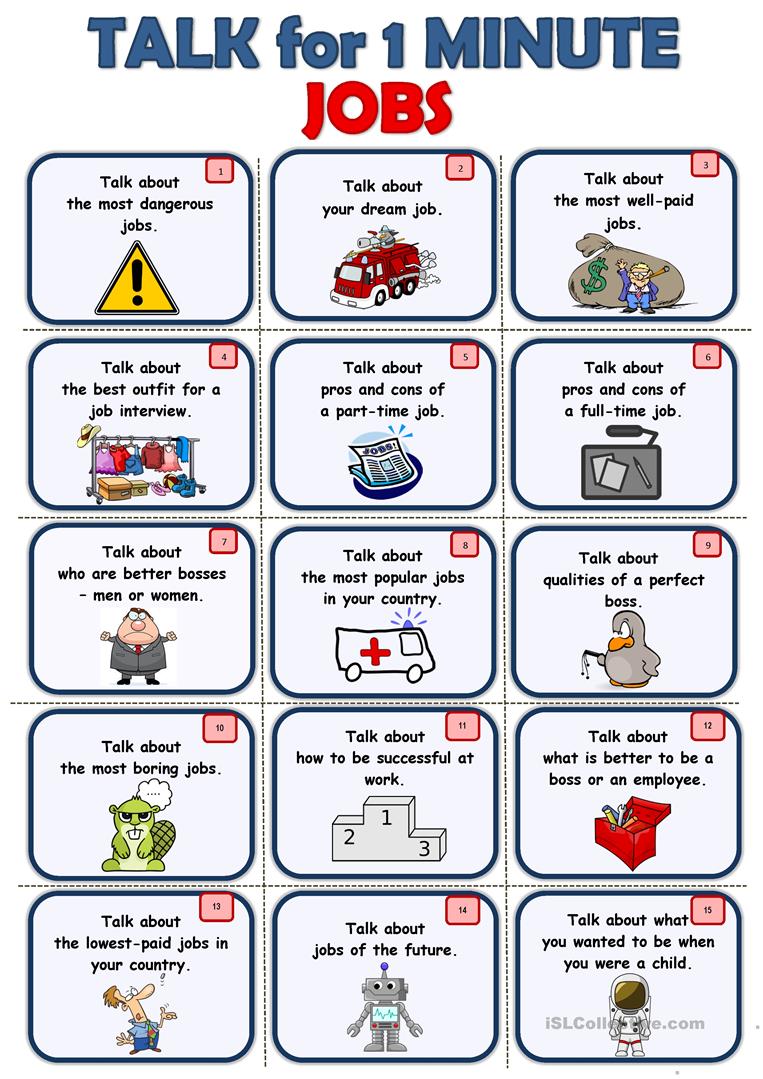 TALK for 1 MINUTE
JOBS
1
Talk about
the most dangerous
jobs.
2
Talk about
your dream job.
3
Talk about
the most well-paid
jobs.
$
4
Talk about
the best outfit for a
job interview.
5
Talk about
pros and cons of
a part-time job.
JOBS!
6
Talk about
pros and cons of
a full-time job.
7
Talk about
who are better bosses
– men or women.
8
Talk about
the most popular jobs
in your country.
9
Talk about
qualities of a perfect
boss.
10
Talk about
the most boring jobs.
....
11
Talk about
how to be successful at
work.
1
2
3
12
Talk about
what is better to be a
boss or an employee.
13
Talk about
the lowest-paid jobs in
your country.
14
Talk about
jobs of the future.
15
Talk about what
you wanted to be when
you were a child.
iSLCollective.com